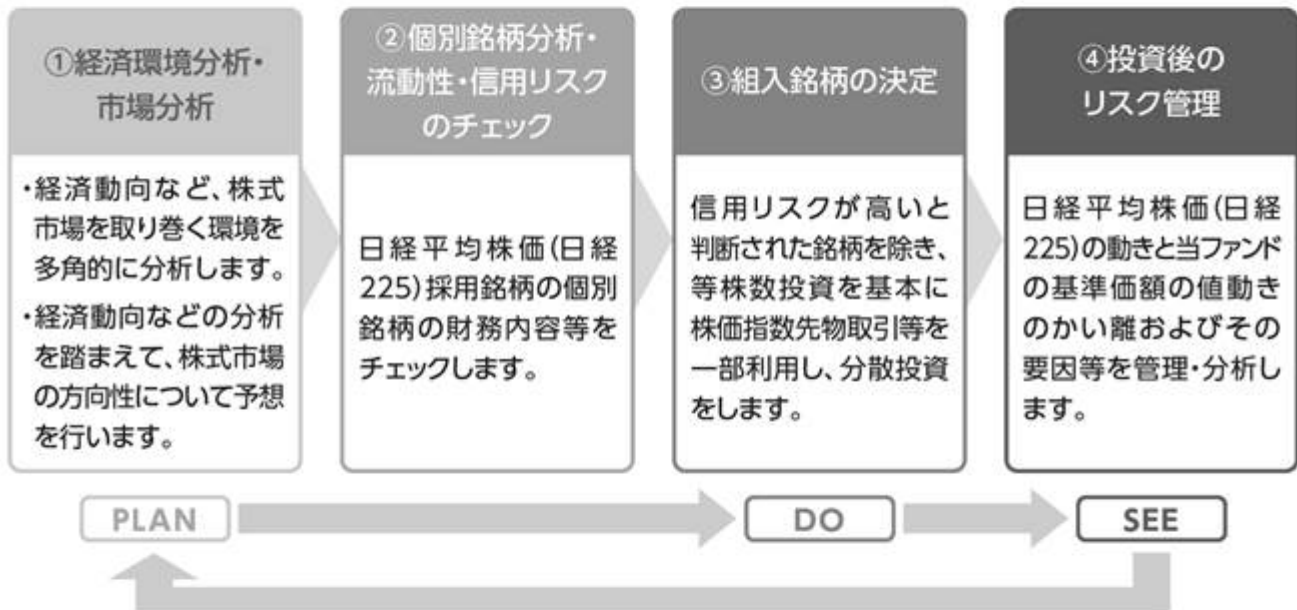 ①経済環境分析・
市場分析
・経済動向など、株式
市場を取り巻く環境を
多角的に分析します。
・経済動向などの分析
を踏まえて、株式市場
の方向性について予想
を行います。
②個別銘柄分析・
流動性・信用リスク
のチェック
日経平均株価(日経
225)採用銘柄の個別
銘柄の財務内容等を
チェックします。
③組入銘柄の決定
信用リスクが高いと
判断された銘柄を除き、
等株数投資を基本に
株価指数先物取引等を
一部利用し、分散投資
をします。
④投資後の
リスク管理
日経平均株価(日経
225)の動きと当ファンド
の基準価額の値動き
のかい離およびその
要因等を管理・分析し
ます。
PLAN
DO
SEE